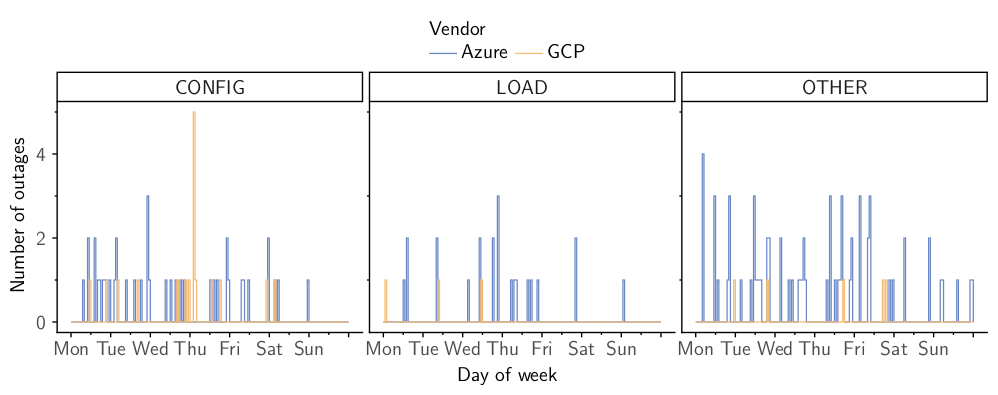 Vendor
Azure GCP
CONFIG LOAD OTHER
Number of outages
4
2
0
Mon Tue Wed Thu Fri Sat Sun Mon Tue Wed Thu Fri Sat Sun Mon Tue Wed Thu Fri Sat Sun
Day of week